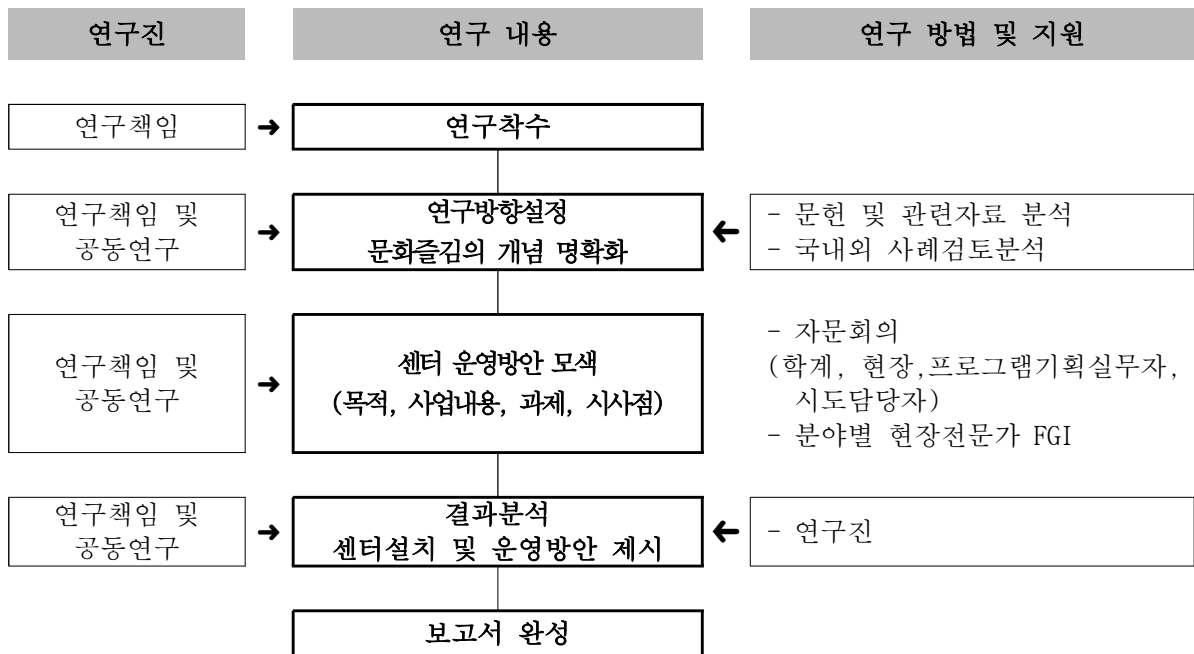 연구진
연구 내용
연구 방법 및 지원
연구책임
→
연구착수
연구책임 및
공동연구
→
연구방향설정
문화즐김의 개념 명확화
←
- 문헌 및 관련자료 분석
- 국내외 사례검토분석
연구책임 및
공동연구
→
센터 운영방안 모색
(목적, 사업내용, 과제, 시사점)
- 자문회의
(학계, 현장,프로그램기획실무자,
시도담당자)
- 분야별 현장전문가 FGI
연구책임 및
공동연구
→
결과분석
센터설치 및 운영방안 제시
←
- 연구진
보고서 완성